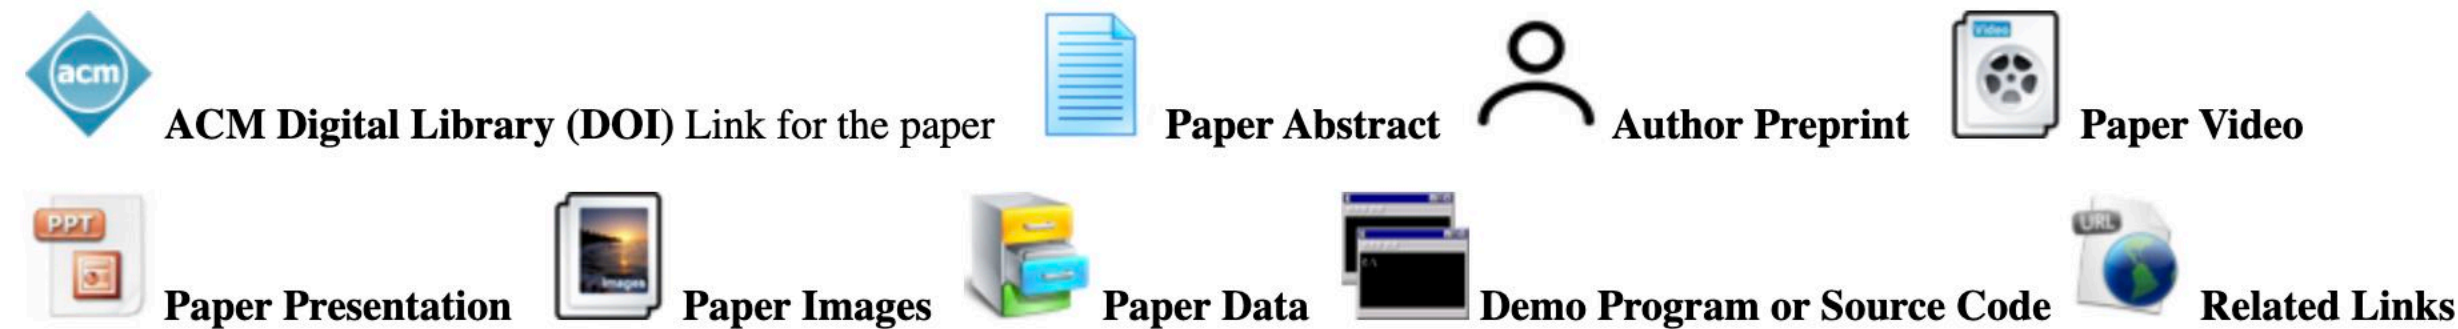 acm ACM Digital Library (DOI) Link for the paper Paper Abstract Author Preprint Video Paper Video
PPT Paper Presentation Images Paper Images Paper Data C:\ Demo Program or Source Code URL Related Links